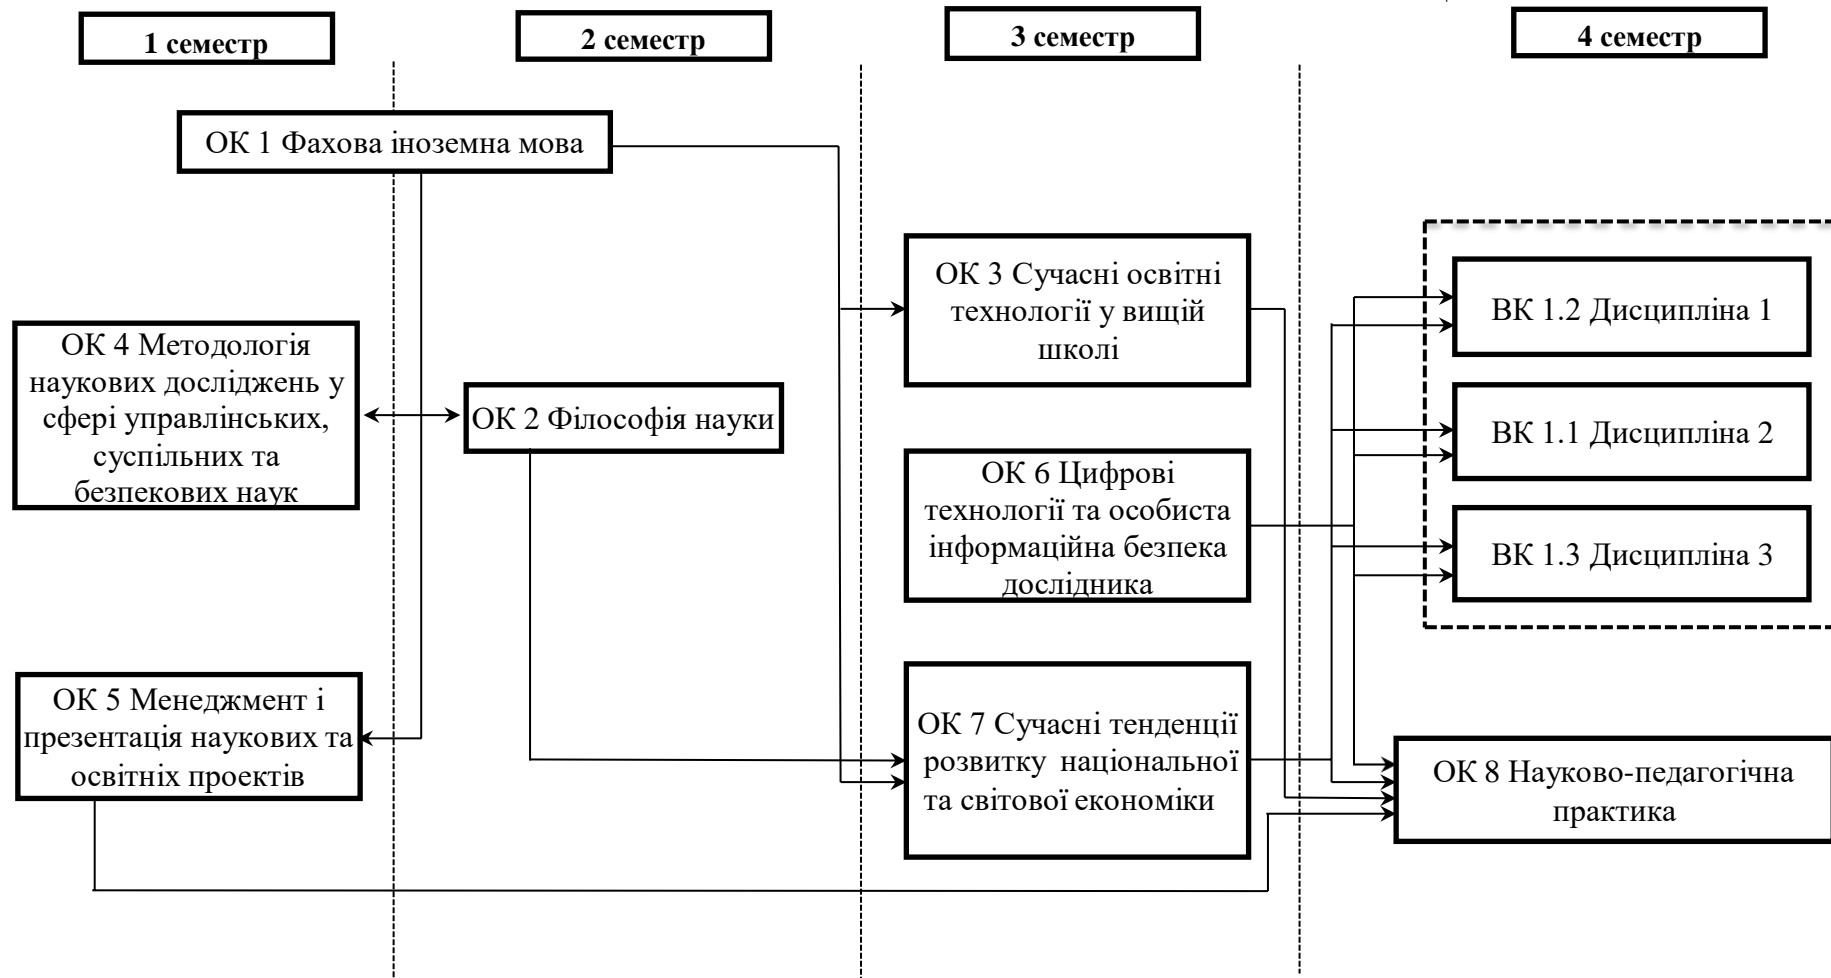 1 семестр
2 семестр
3 семестр
4 семестр
ОК 1 Фахова іноземна мова
ОК 4 Методологія
наукових досліджень у
сфері управлінських,
суспільних та
безпекових наук
ОК 5 Менеджмент і
презентація наукових та
освітніх проектів
ОК 2 Філософія науки
ОК 3 Сучасні освітні
технології у вищій
школі
ОК 6 Цифрові
технології та особиста
інформаційна безпека
дослідника
ОК 7 Сучасні тенденції
розвитку національної
та світової економіки
ВК 1.2 Дисципліна 1
ВК 1.1 Дисципліна 2
ВК 1.3 Дисципліна 3
ОК 8 Науково-педагогічна
практика